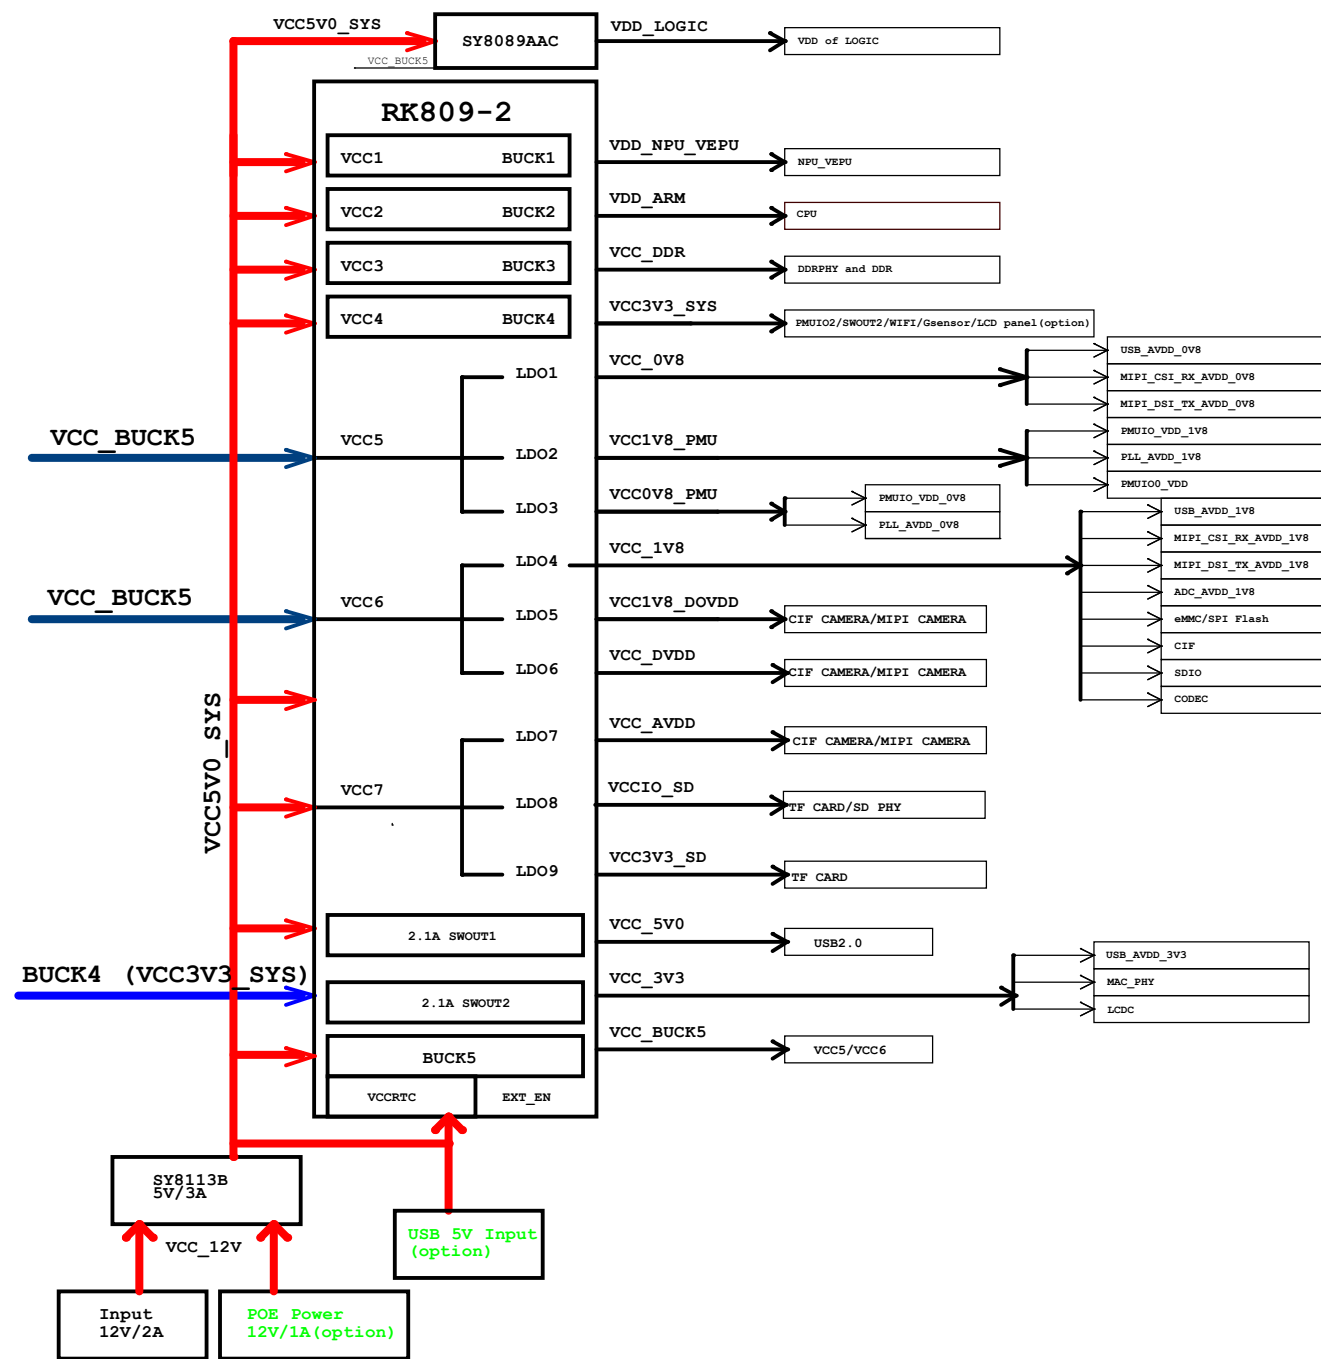 VCC5V0_SYS
SY8089AAC
VDD_LOGIC
VDD of LOGIC
VCC_BUCK5
RK809-2
VCC1
BUCK1
VDD_NPU_VEPU
NPU_VEPU
VCC2
BUCK2
VDD_ARM
CPU
VCC3
BUCK3
VCC_DDR
DDRPHY and DDR
VCC4
BUCK4
VCC3V3_SYS
PMUIO2/SWOUT2/WIFI/Gsensor/LCD panel(option)
LDO1
VCC_0V8
USB_AVDD_0V8
MIPI_CSI_RX_AVDD_0V8
MIPI_DSI_TX_AVDD_0V8
VCC_BUCK5
VCC5
LDO2
VCC1V8_PMU
PMUIO_VDD_1V8
PLL_AVDD_1V8
PMUIO0_VDD
LDO3
VCC0V8_PMU
PMUIO_VDD_0V8
PLL_AVDD_0V8
LDO4
VCC_1V8
USB_AVDD_1V8
MIPI_CSI_RX_AVDD_1V8
MIPI_DSI_TX_AVDD_1V8
ADC_AVDD_1V8
eMMC/SPI Flash
CIF
SDIO
CODEC
VCC_BUCK5
VCC6
LDO5
VCC1V8_DOVDD
CIF CAMERA/MIPI CAMERA
LDO6
VCC_DVDD
CIF CAMERA/MIPI CAMERA
VCC5V0_SYS
LDO7
VCC_AVDD
CIF CAMERA/MIPI CAMERA
VCC7
LDO8
VCCIO_SD
TF CARD/SD PHY
LDO9
VCC3V3_SD
TF CARD
2.1A SWOUT1
VCC_5V0
USB2.0
BUCK4 (VCC3V3_SYS)
2.1A SWOUT2
VCC_3V3
USB_AVDD_3V3
MAC_PHY
LCDC
BUCK5
VCC_BUCK5
VCC5/VCC6
VCCRTC
EXT_EN
SY8113B
5V/3A
VCC_12V
USB 5V Input
(option)
Input
12V/2A
POE Power
12V/1A(option)